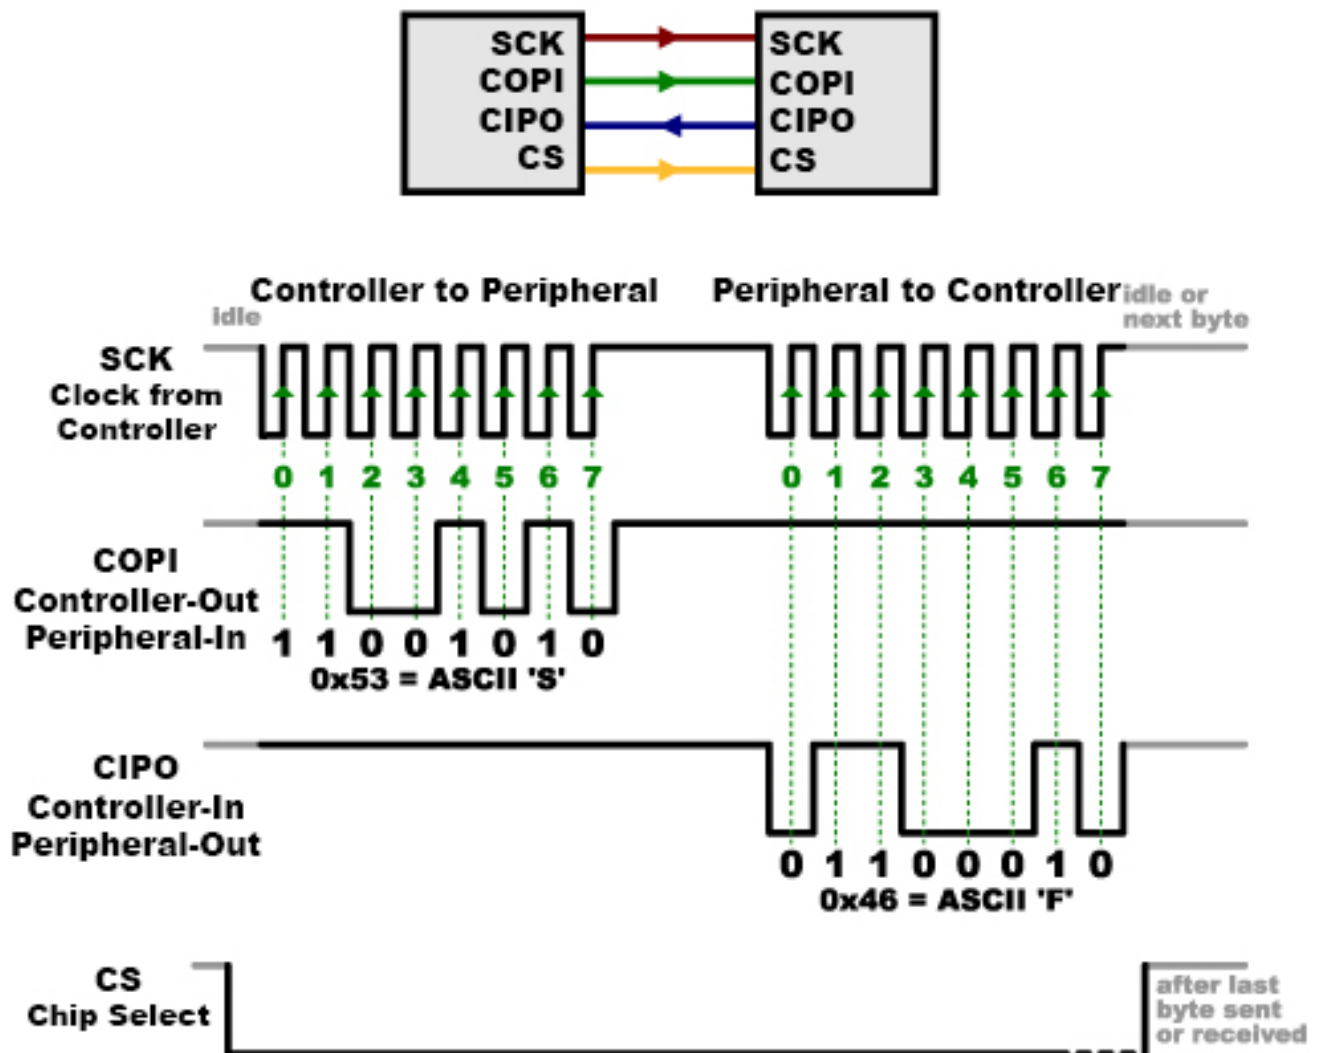 SCK
COPI
CIPO
CS
SCK
COPI
CIPO
CS
Controller to Peripheral
Peripheral to Controller
idle
idle or
next byte
SCK
Clock from
Controller
0 1 2 3 4 5 6 7
0 1 2 3 4 5 6 7
COPI
Controller-Out
Peripheral-In
1 1 0 0 1 0 1 0
0x53 = ASCII 'S'
CIPO
Controller-In
Peripheral-Out
0 1 1 0 0 0 1 0
0x46 = ASCII 'F'
CS
Chip Select
after last
byte sent
or received